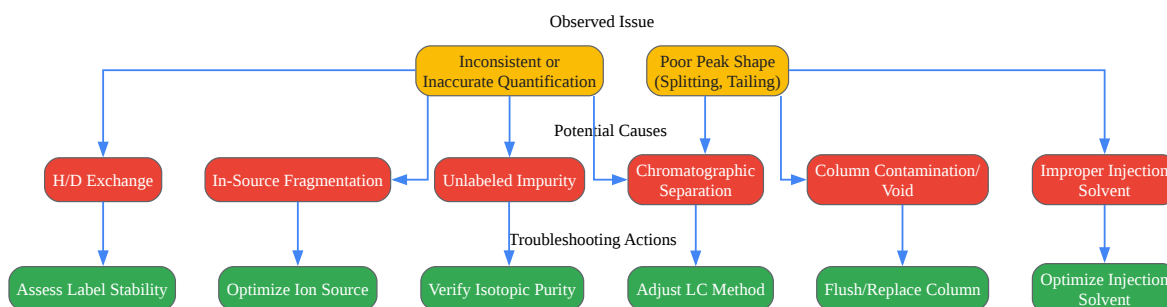 Observed Issue
Inconsistent or
Inaccurate Quantification
Poor Peak Shape
(Splitting, Tailing)
Potential Causes
H/D Exchange
In-Source Fragmentation
Unlabeled Impurity
Chromatographic
Separation
Column Contamination/
Void
Improper Injection
Solvent
Troubleshooting Actions
Assess Label Stability
Optimize Ion Source
Verify Isotopic Purity
Adjust LC Method
Flush/Replace Column
Optimize Injection
Solvent